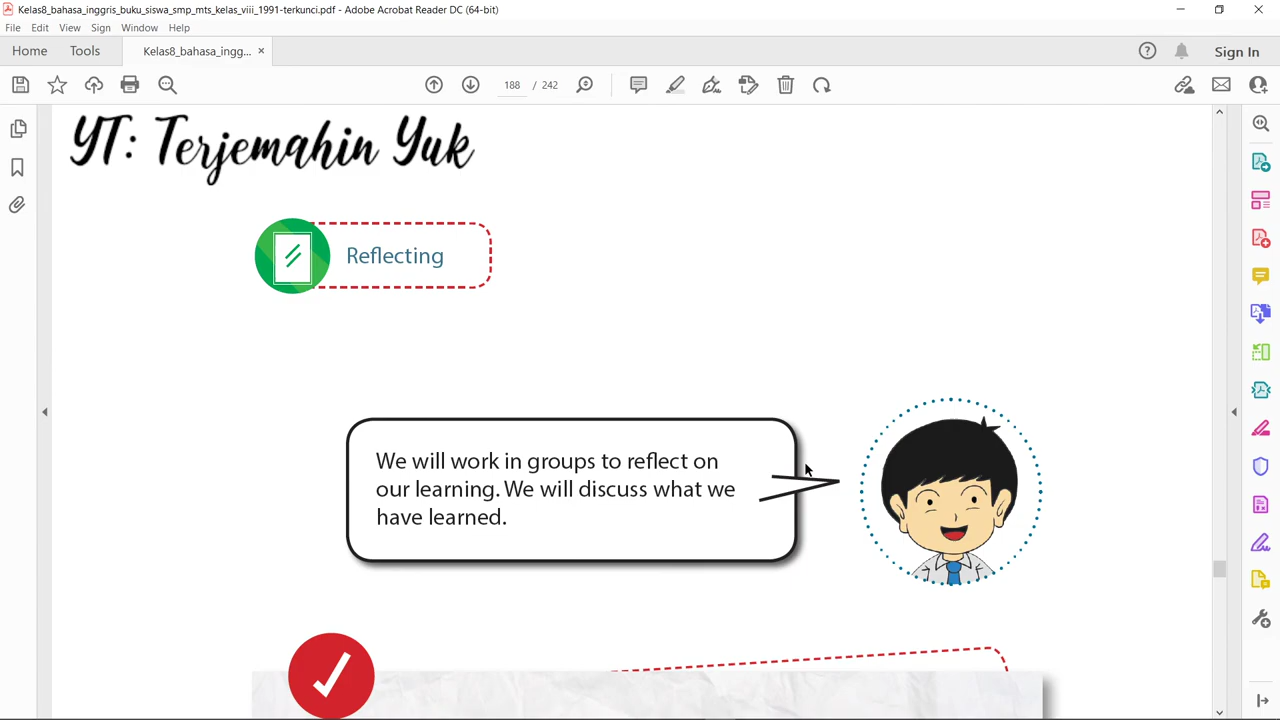 Kelas8_bahasa_inggris_buku_siswa_smp_mts_kelas_viii_1991-terkunci.pdf - Adobe Acrobat Reader DC (64-bit)
File Edit View Sign Window Help
Home Tools Kelas8_bahasa_ingg... × Sign In
188 / 242
YT: Terjemahin Yuk
Reflecting
We will work in groups to reflect on
our learning. We will discuss what we
have learned.